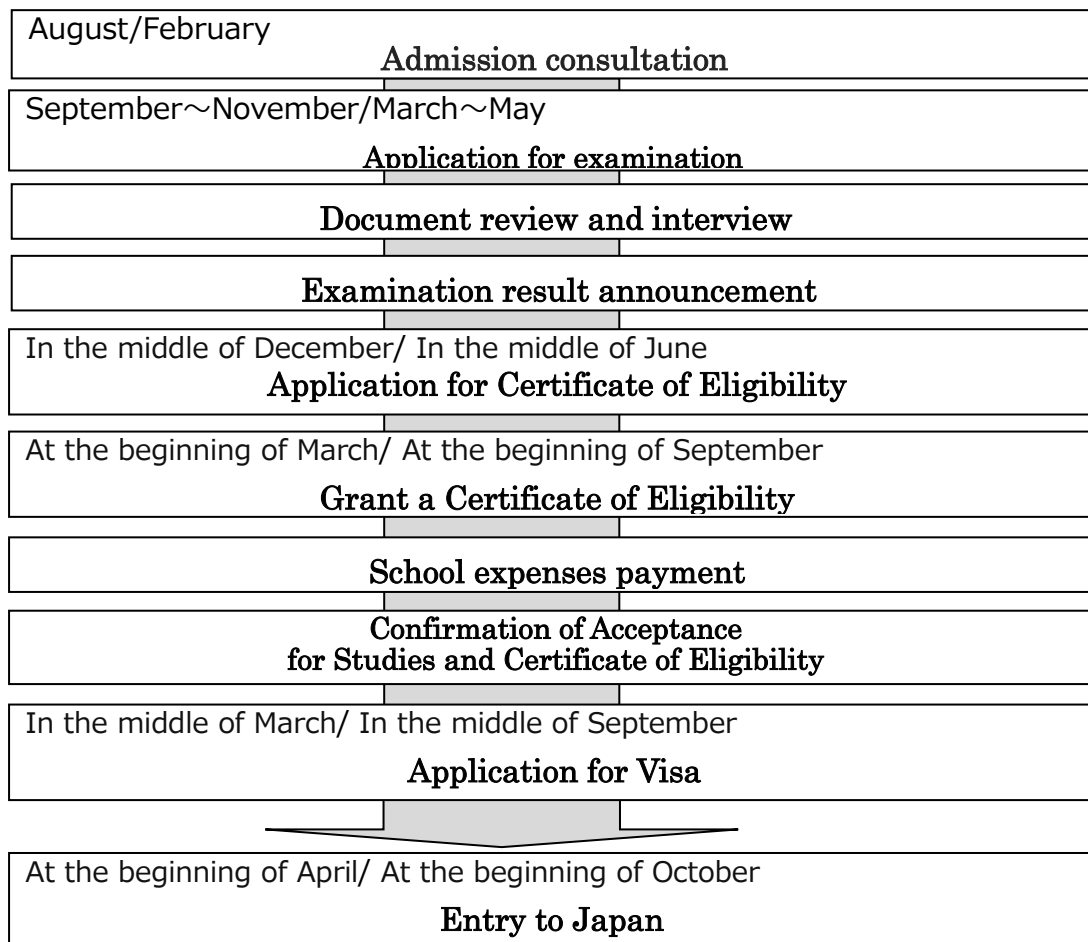 August/February
Admission consultation
September～November/March～May
Application for examination
Document review and interview
Examination result announcement
In the middle of December/ In the middle of June
Application for Certificate of Eligibility
At the beginning of March/ At the beginning of September
Grant a Certificate of Eligibility
School expenses payment
Confirmation of Acceptance
for Studies and Certificate of Eligibility
In the middle of March/ In the middle of September
Application for Visa
At the beginning of April/ At the beginning of October
Entry to Japan